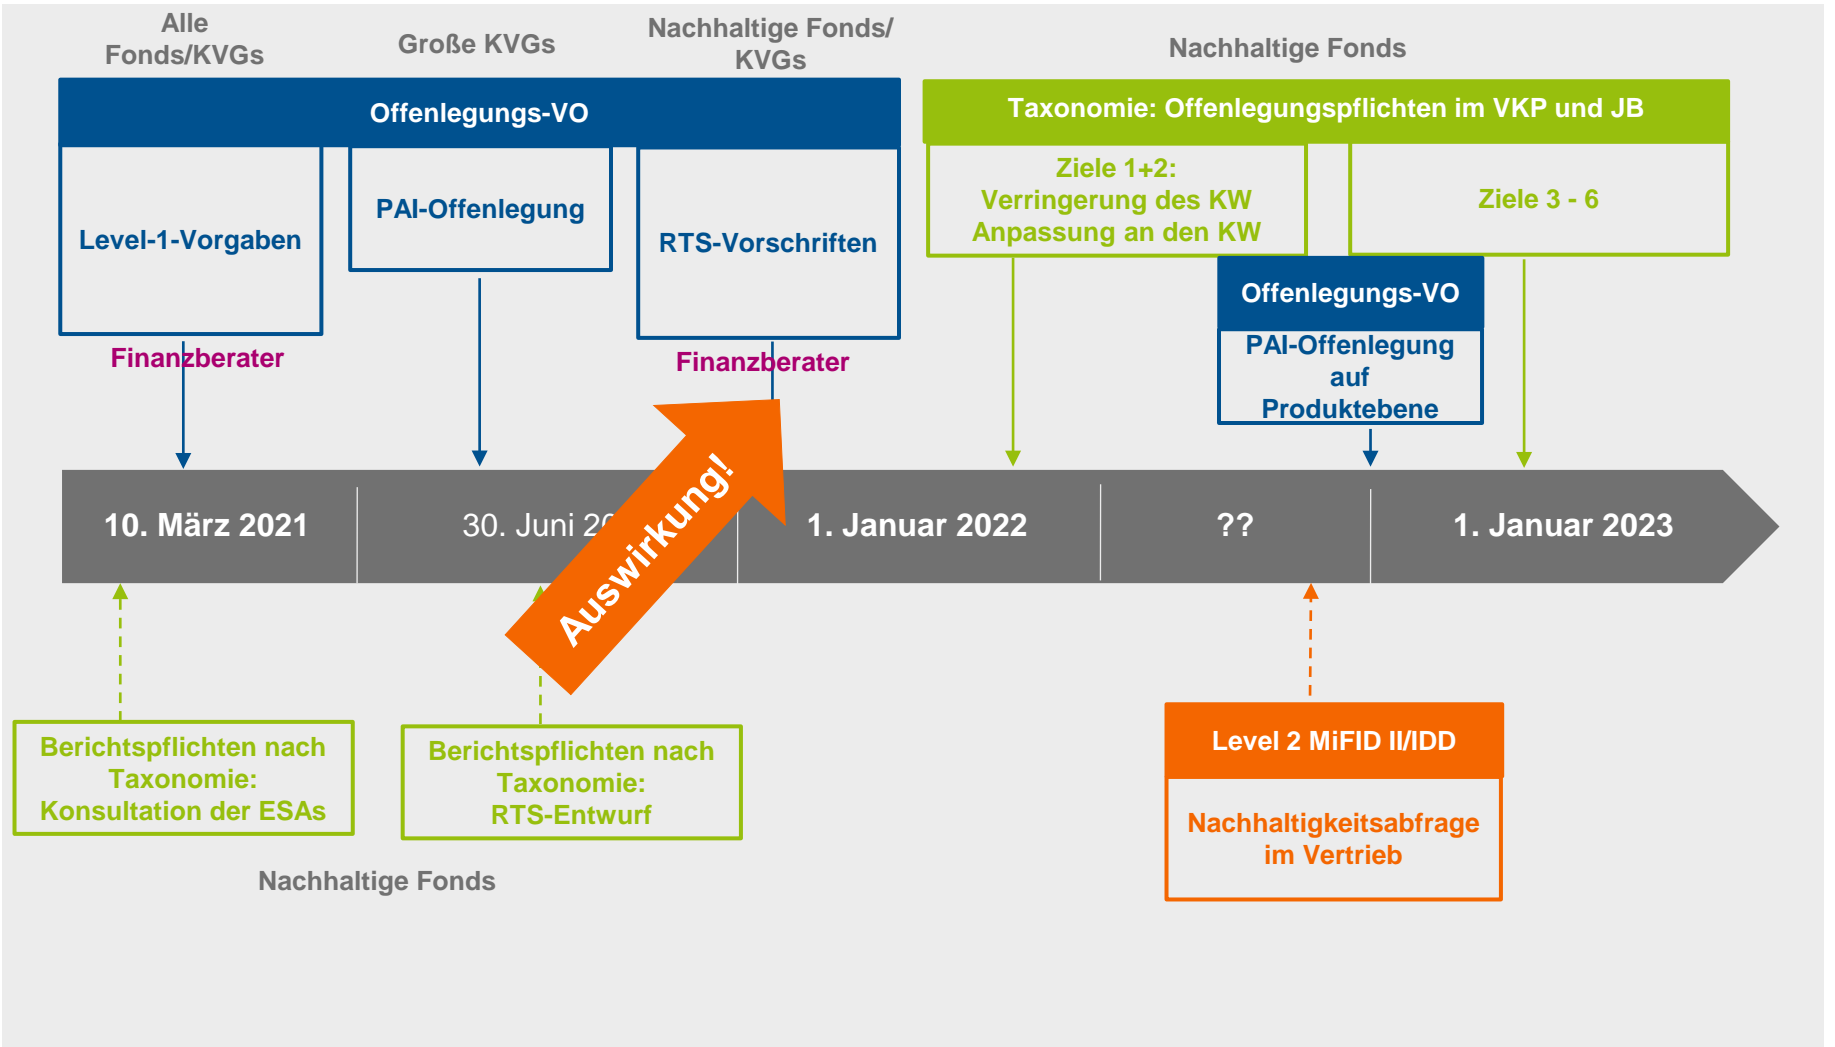 Alle
Fonds/KVGs
Große KVGs
Nachhaltige Fonds/
KVGs
Nachhaltige Fonds
Offenlegungs-VO
Taxonomie: Offenlegungspflichten im VKP und JB
Level-1-Vorgaben
PAI-Offenlegung
RTS-Vorschriften
Ziele 1+2:
Verringerung des KW
Anpassung an den KW
Ziele 3 - 6
Offenlegungs-VO
PAI-Offenlegung
auf
Produktebene
Finanzberater
Finanzberater
Auswirkung!
10. März 2021
30. Juni 20
1. Januar 2022
??
1. Januar 2023
Berichtspflichten nach
Taxonomie:
Konsultation der ESAs
Berichtspflichten nach
Taxonomie:
RTS-Entwurf
Nachhaltige Fonds
Level 2 MiFID II/IDD
Nachhaltigkeitsabfrage
im Vertrieb